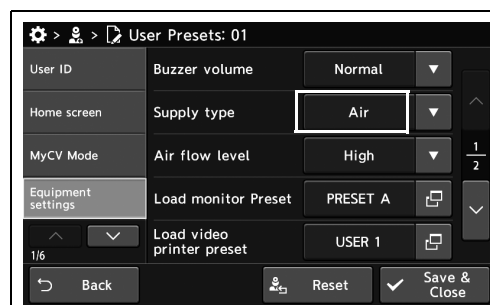 > > User Presets: 01
User ID
Buzzer volume
Normal
Home screen
Supply type
Air
MyCV Mode
Air flow level
High
1
2
Equipment
settings
Load monitor Preset
PRESET A
Load video
printer preset
USER 1
1/6
Back
Reset
Save &
Close